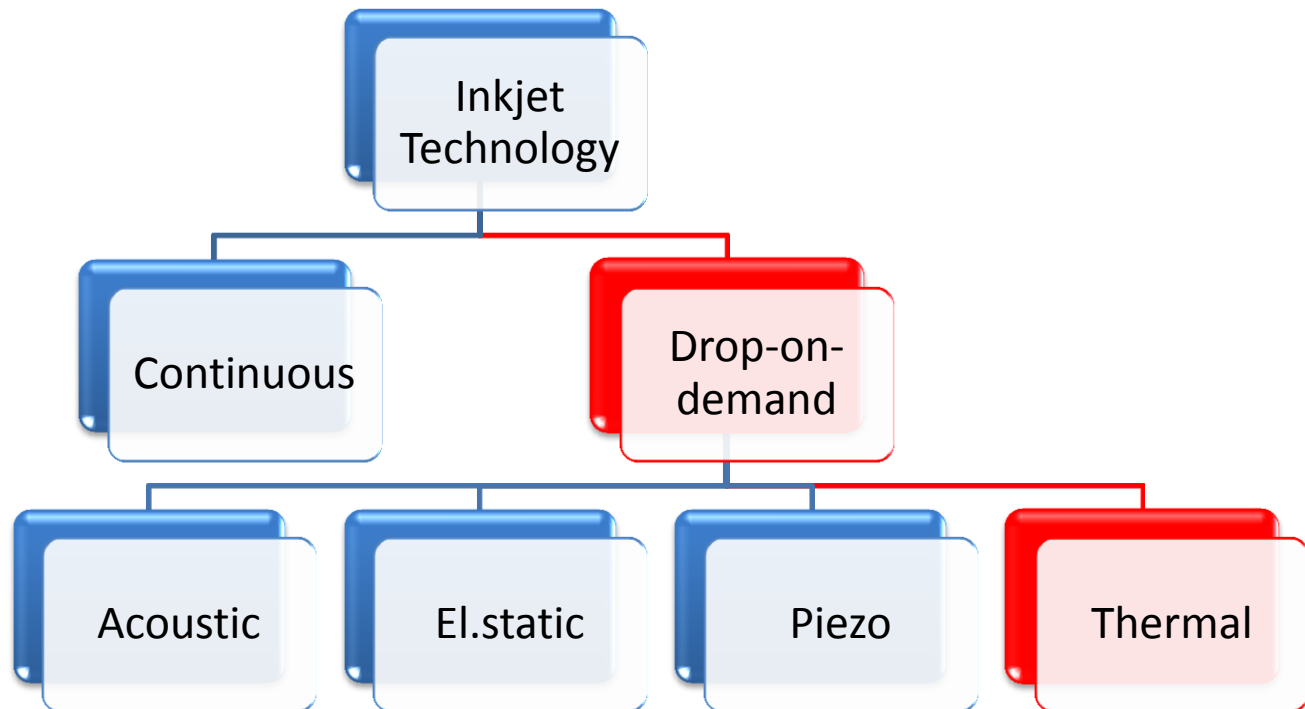 Inkjet
Technology
Continuous
Drop-on-
demand
Acoustic
El.static
Piezo
Thermal